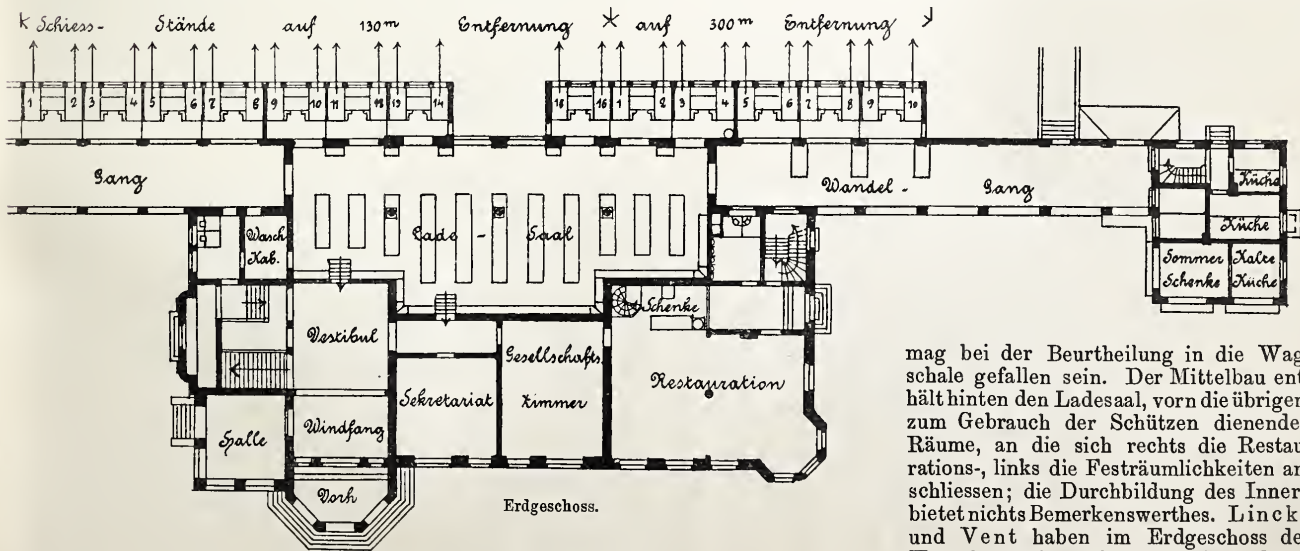 Schiess- Stände auf 130 m Entfernung auf 300 m Entfernung
1 2 3 4 5 6 7 8 9 10 11 12 13 14 15 16 1 2 3 4 5 6 7 8 9 10
Gang
Wandel - Gang
Küche
Wasch
Kab.
Lade - Saal
Küche
Sommer
Schenke
Kalte
Küche
Schenke
Vestibul
Gesellschafts
zimmer
Restauration
Sekretariat
Halle
Windfang
Vorh
Erdgeschoss.
mag bei der Beurtheilung in die Wag
schale gefallen sein. Der Mittelbau ent
hält hinten den Ladesaal, vorn die übrigen
zum Gebrauch der Schützen dienende
Räume, an die sich rechts die Restau
rations-, links die Festräumlichkeiten an
schliessen; die Durchbildung des Inner
bietet nichts Bemerkenswerthes. Linck
und Vent haben im Erdgeschoss de